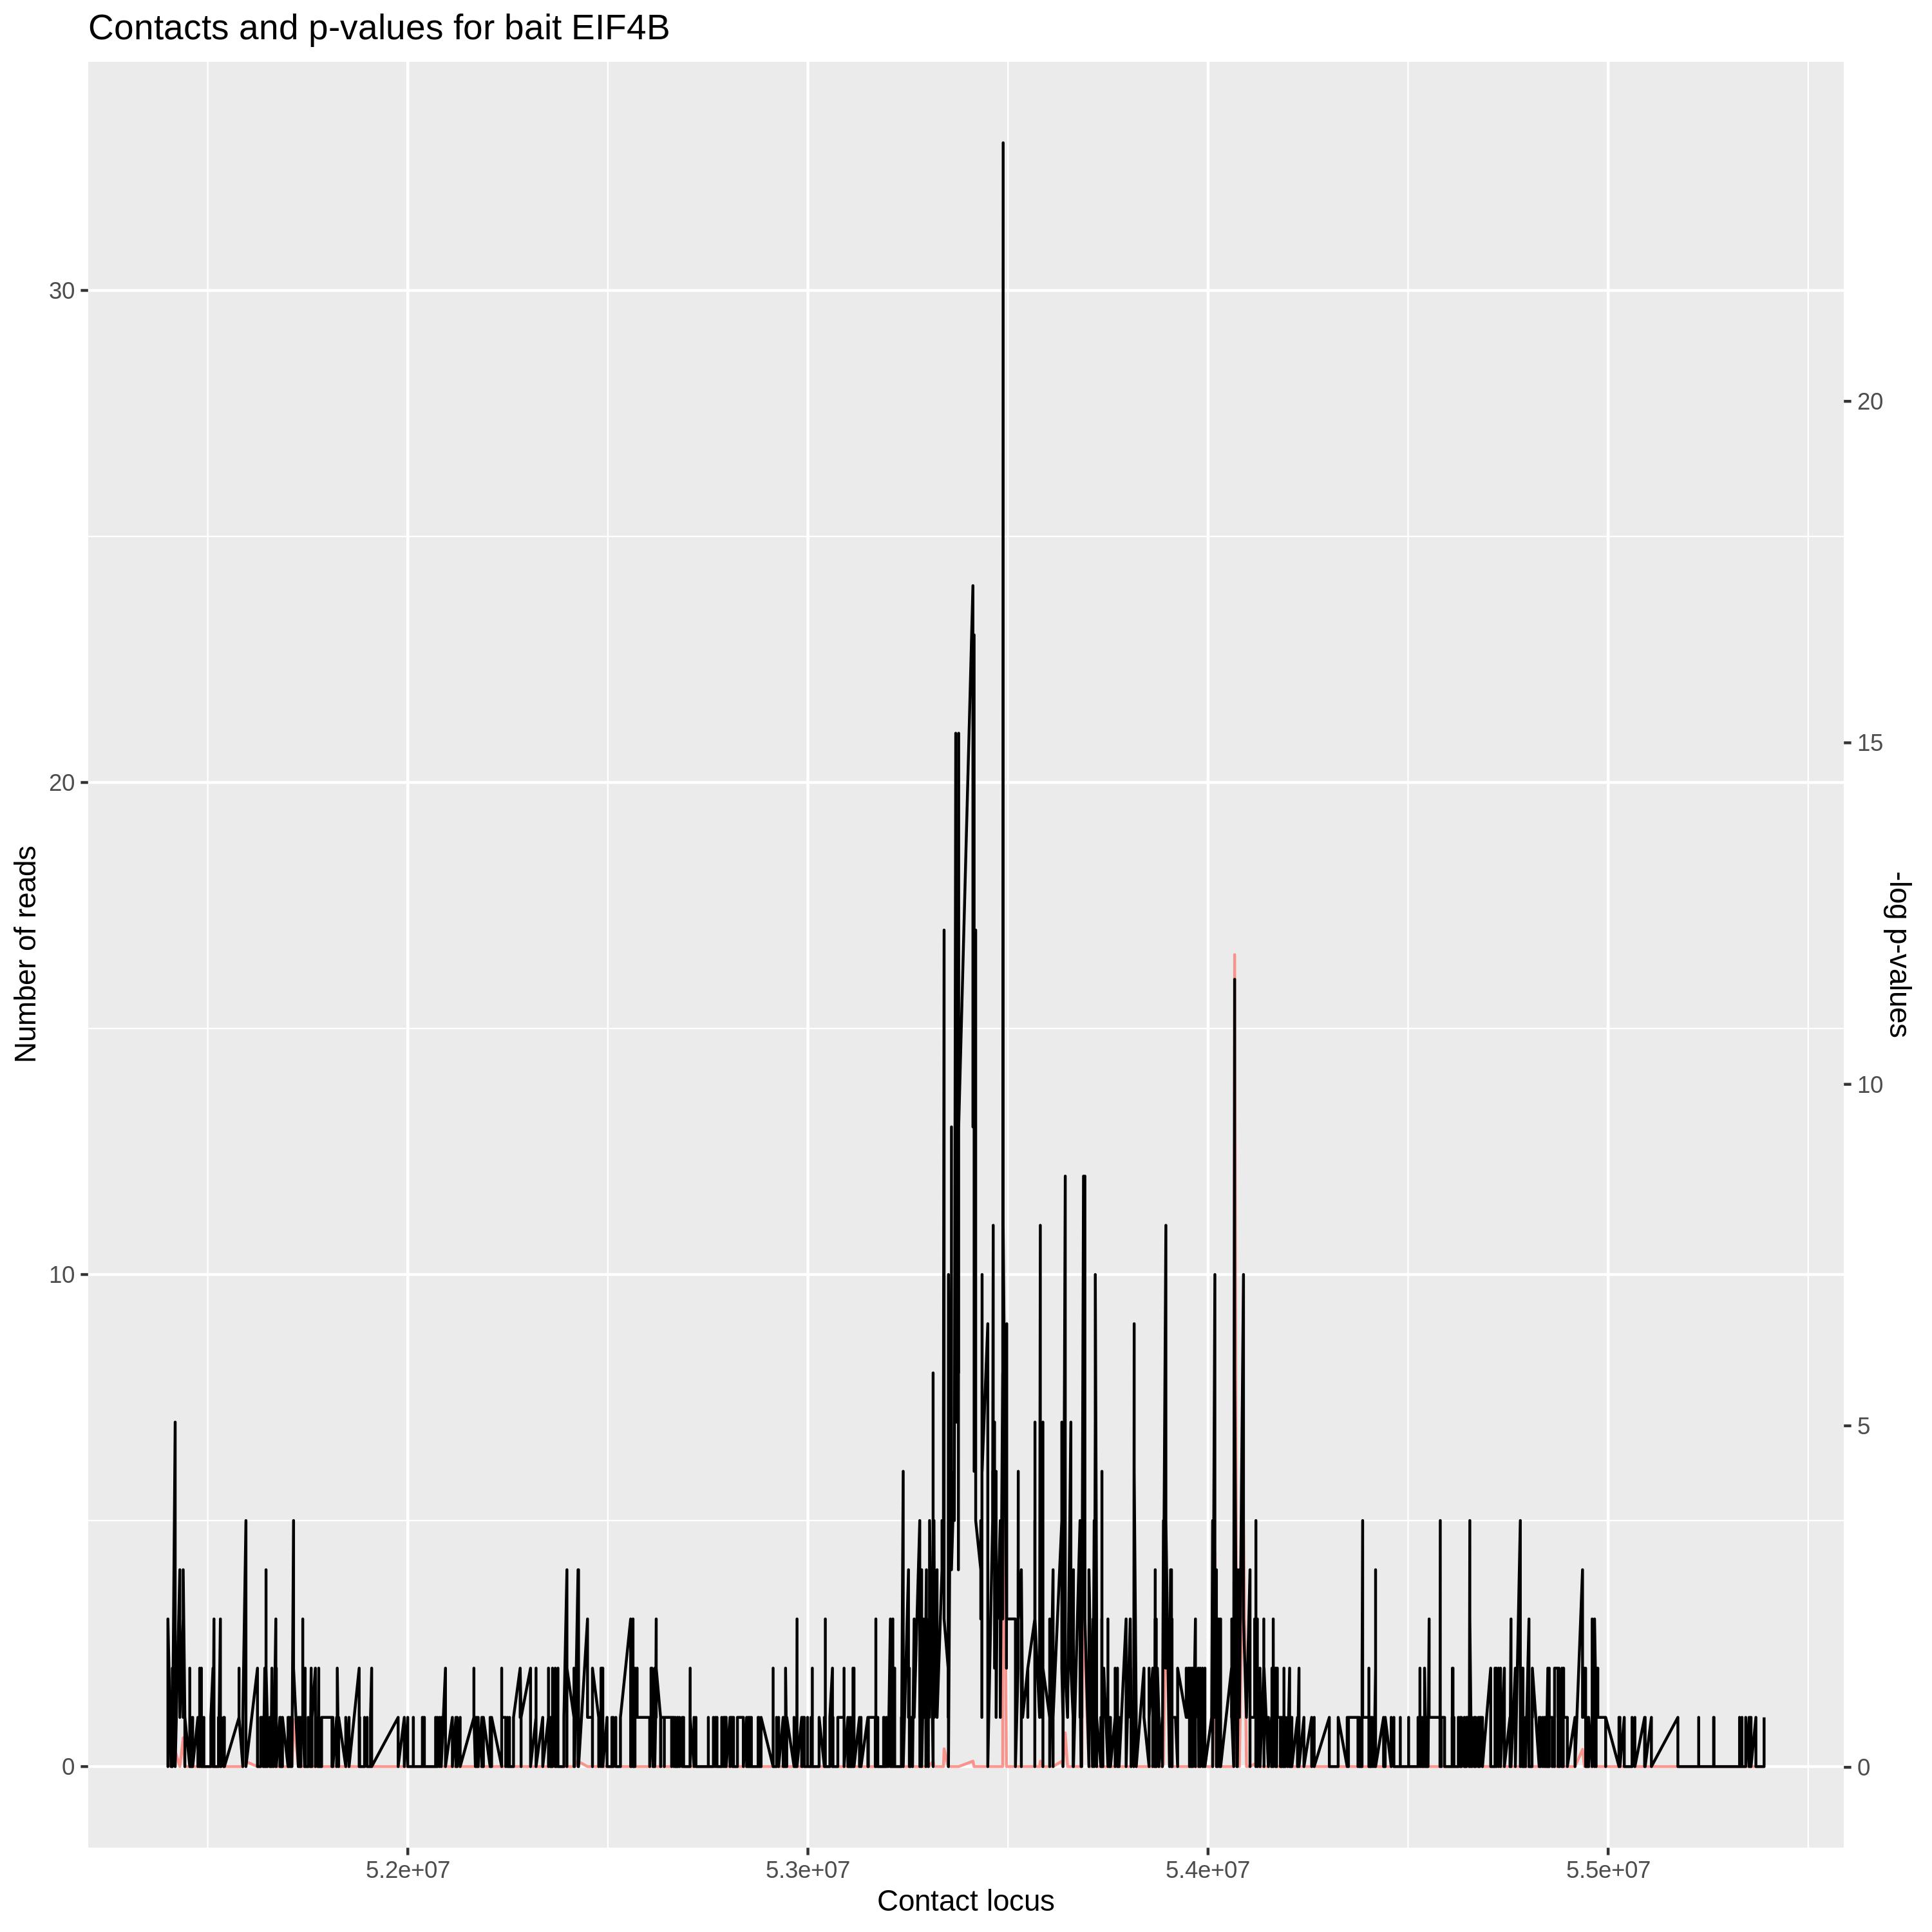 Contacts and p-values for bait EIF4B
30
20
10
0
Number of reads
20
15
10
5
0
-log p-values
5.2e+07
5.3e+07
5.4e+07
5.5e+07
Contact locus